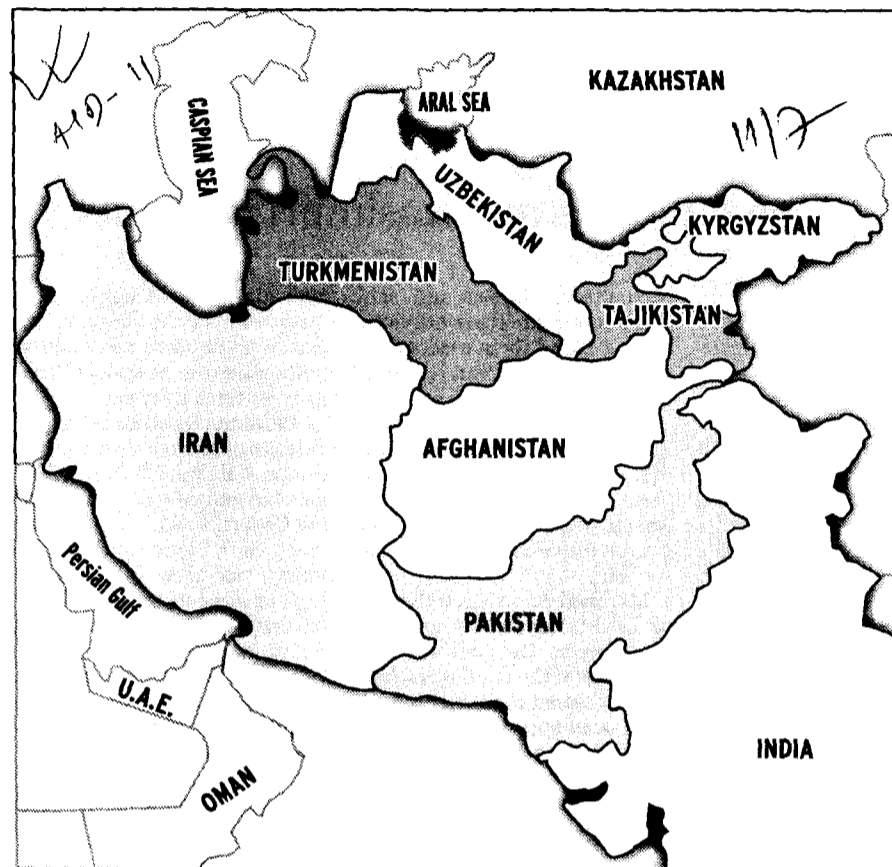 KAZAKHSTAN
ARAL SEA
CASPIAN SEA
UZBEKISTAN
KYRGYZSTAN
TURKMENISTAN
TAJIKISTAN
IRAN
AFGHANISTAN
Persian Gulf
PAKISTAN
U.A.E.
OMAN
INDIA